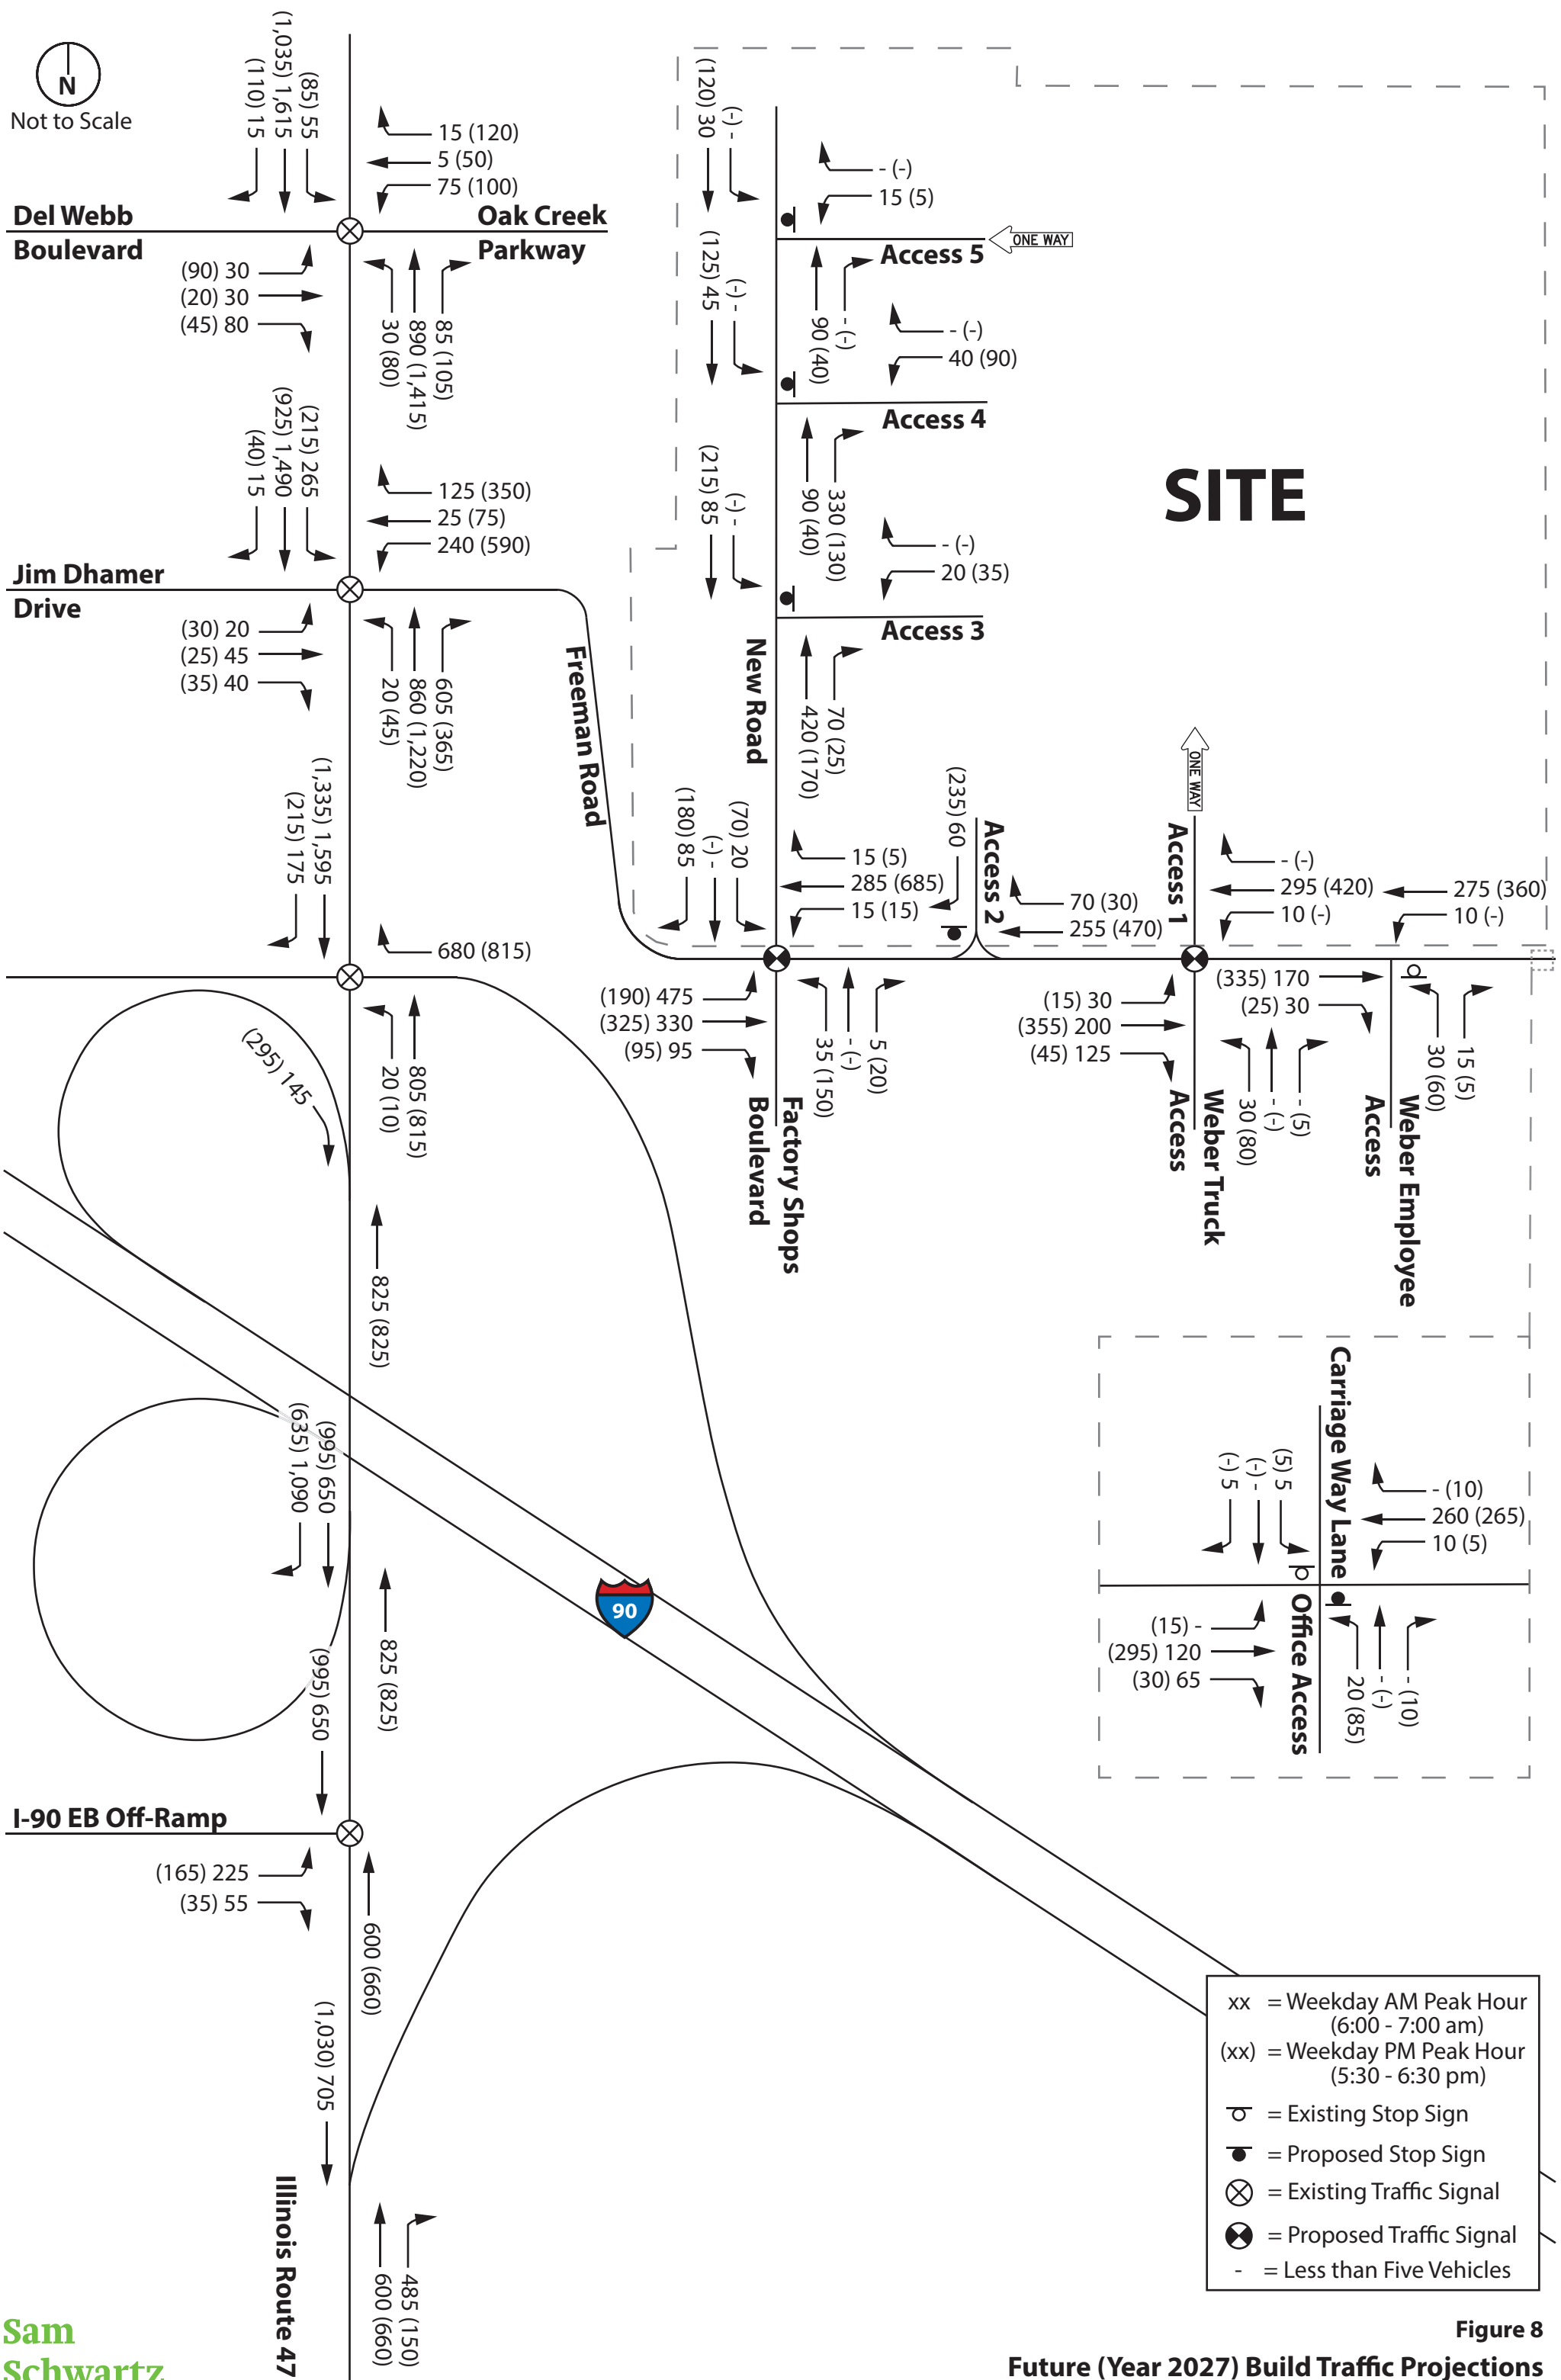 N
Not to Scale
(110) 15
(1,035) 1,615
(85) 55
15 (120)
5 (50)
75 (100)
Del Webb
Boulevard
Oak Creek
Parkway
(90) 30
(20) 30
(45) 80
30 (80)
890 (1,415)
85 (105)
(40) 15
(925) 1,490
(215) 265
125 (350)
25 (75)
240 (590)
Jim Dhamer
Drive
(30) 20
(25) 45
(35) 40
20 (45)
860 (1,220)
605 (365)
Freeman Road
(215) 175
(1,335) 1,595
680 (815)
20 (10)
805 (815)
(295) 145
825 (825)
(635) 1,090
(995) 650
825 (825)
(995) 650
I-90 EB Off-Ramp
(165) 225
(35) 55
600 (660)
(1,030) 705
Illinois Route 47
600 (660)
485 (150)
90
(120) 30
(-) -
- (-)
15 (5)
ONE WAY
Access 5
(125) 45
(-) -
90 (40)
- (-)
- (-)
40 (90)
Access 4
(215) 85
(-) -
90 (40)
330 (130)
- (-)
20 (35)
Access 3
SITE
New Road
420 (170)
70 (25)
(180) 85
(-) -
(70) 20
15 (5)
285 (685)
15 (15)
(235) 60
Access 2
70 (30)
255 (470)
ONE WAY
Access 1
- (-)
295 (420)
10 (-)
275 (360)
10 (-)
(190) 475
(325) 330
(95) 95
35 (150)
- (-)
5 (20)
Factory Shops
Boulevard
(15) 30
(355) 200
(45) 125
30 (80)
- (-)
- (5)
Weber Truck
Access
(335) 170
(25) 30
30 (60)
15 (5)
Weber Employee
Access
Carriage Way Lane
(-) 5
(-) -
(5) 5
- (10)
260 (265)
10 (5)
(15) -
(295) 120
(30) 65
Office Access
20 (85)
- (-)
- (10)
xx = Weekday AM Peak Hour
(6:00 - 7:00 am)
(xx) = Weekday PM Peak Hour
(5:30 - 6:30 pm)
= Existing Stop Sign
= Proposed Stop Sign
= Existing Traffic Signal
= Proposed Traffic Signal
- = Less than Five Vehicles
Sam
Schwartz
Figure 8
Future (Year 2027) Build Traffic Projections